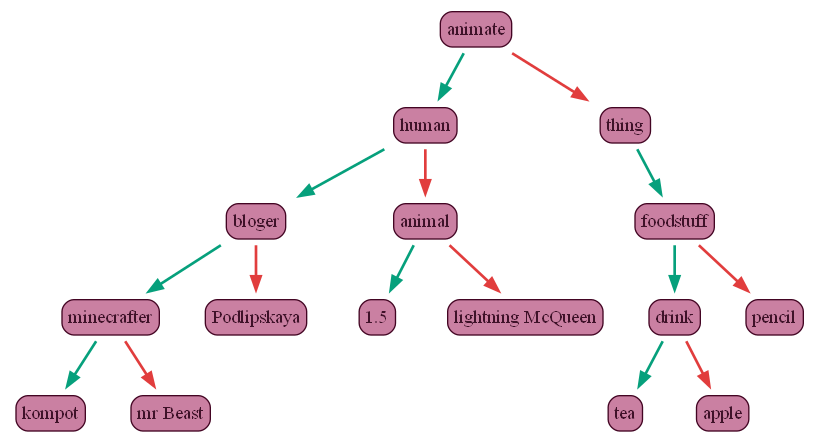 animate
human
thing
bloger
animal
foodstuff
minecrafter
Podlipskaya
1.5
lightning McQueen
drink
pencil
kompot
mr Beast
tea
apple